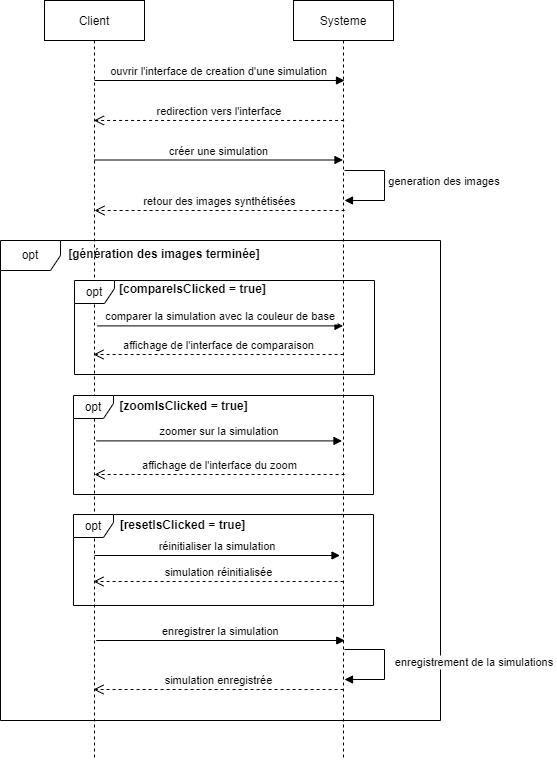 Client
Systeme
ouvrir l'interface de creation d'une simulation
redirection vers l'interface
créer une simulation
generation des images
retour des images synthétisées
opt
[génération des images terminée]
opt
[compareIsClicked = true]
comparer la simulation avec la couleur de base
affichage de l'interface de comparaison
opt
[zoomIsClicked = true]
zoomer sur la simulation
affichage de l'interface du zoom
opt
[resetIsClicked = true]
réinitialiser la simulation
simulation réinitialisée
enregistrer la simulation
enregistrement de la simulations
simulation enregistrée